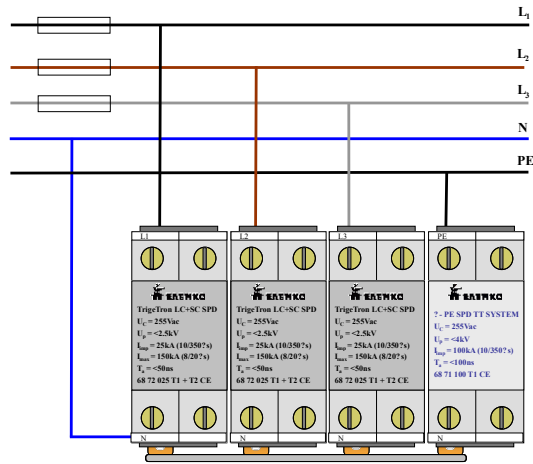 L1
L2
L3
N
PE
L1
L2
L3
PE
ΕΛΕΜΚΟ
TrigeTron LC+SC SPD
UC = 255Vac
Up = <2.5kV
Iimp = 25kA (10/350?s)
Imax = 150kA (8/20?s)
Ta = <50ns
68 72 025 T1 + T2 CE
ΕΛΕΜΚΟ
TrigeTron LC+SC SPD
UC = 255Vac
Up = <2.5kV
Iimp = 25kA (10/350?s)
Imax = 150kA (8/20?s)
Ta = <50ns
68 72 025 T1 + T2 CE
ΕΛΕΜΚΟ
TrigeTron LC+SC SPD
UC = 255Vac
Up = <2.5kV
Iimp = 25kA (10/350?s)
Imax = 150kA (8/20?s)
Ta = <50ns
68 72 025 T1 + T2 CE
ΕΛΕΜΚΟ
? - PE SPD TT SYSTEM
UC = 255Vac
Up = <4kV
Iimp = 100kA (10/350?s)
Ta = <100ns
68 71 100 T1 CE
N
N
N
N